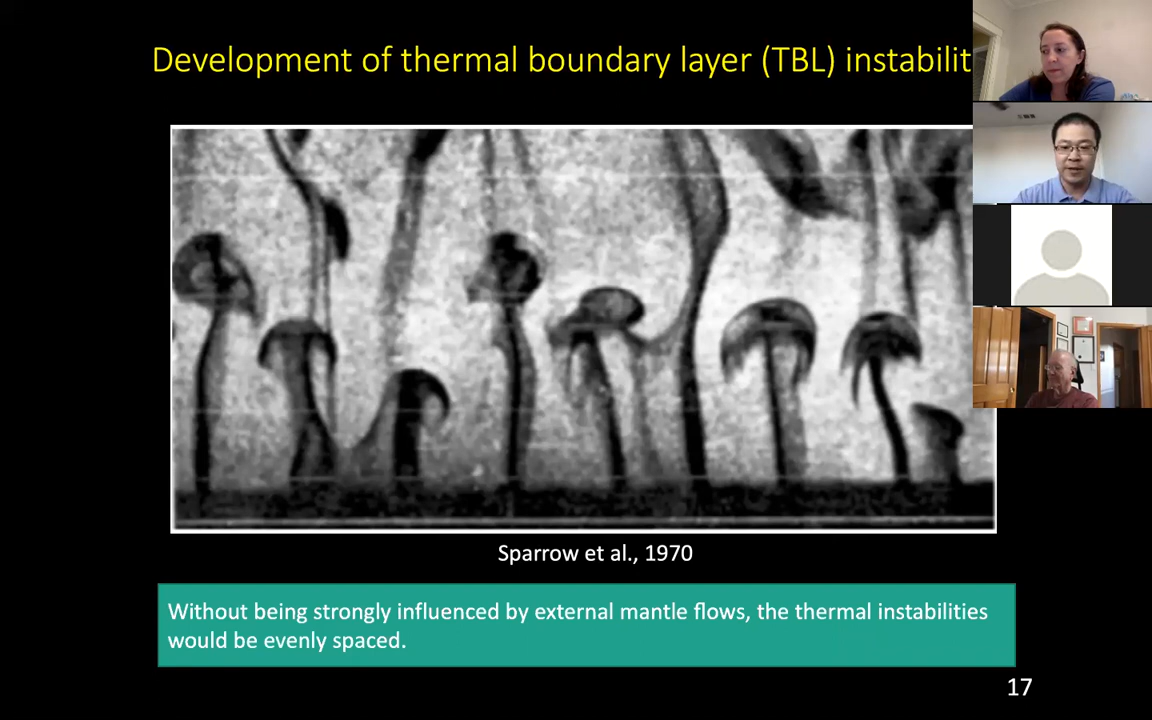 Development of thermal boundary layer (TBL) instabilit
Sparrow et al., 1970
Without being strongly influenced by external mantle flows, the thermal instabilities
would be evenly spaced.
17